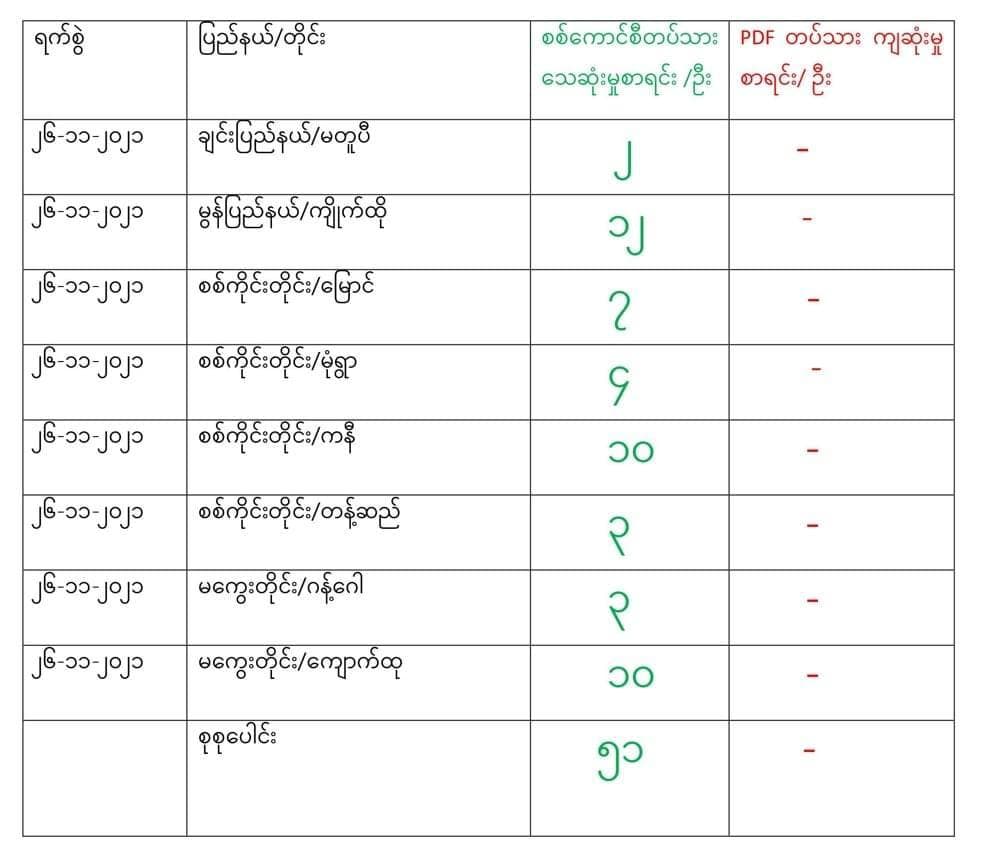 ရက်စွဲ ပြည်နယ်/တိုင်း စစ်ကောင်စီတပ်သား သေဆုံးမှုစာရင်း /ဦး PDF တပ်သား ကျဆုံးမှု စာရင်း/ ဦး
၂၆-၁၁-၂၀၂၁ ချင်းပြည်နယ်/မတူပီ ၂ -
၂၆-၁၁-၂၀၂၁ မွန်ပြည်နယ်/ကျိုက်ထို ၁၂ -
၂၆-၁၁-၂၀၂၁ စစ်ကိုင်းတိုင်း/မြောင် ၇ -
၂၆-၁၁-၂၀၂၁ စစ်ကိုင်းတိုင်း/မုံရွာ ၄ -
၂၆-၁၁-၂၀၂၁ စစ်ကိုင်းတိုင်း/ကနီ ၁၀ -
၂၆-၁၁-၂၀၂၁ စစ်ကိုင်းတိုင်း/တန့်ဆည် ၃ -
၂၆-၁၁-၂၀၂၁ မကွေးတိုင်း/ဂန့်ဂေါ ၃ -
၂၆-၁၁-၂၀၂၁ မကွေးတိုင်း/ကျောက်ထု ၁၀ -
စုစုပေါင်း ၅၁ -